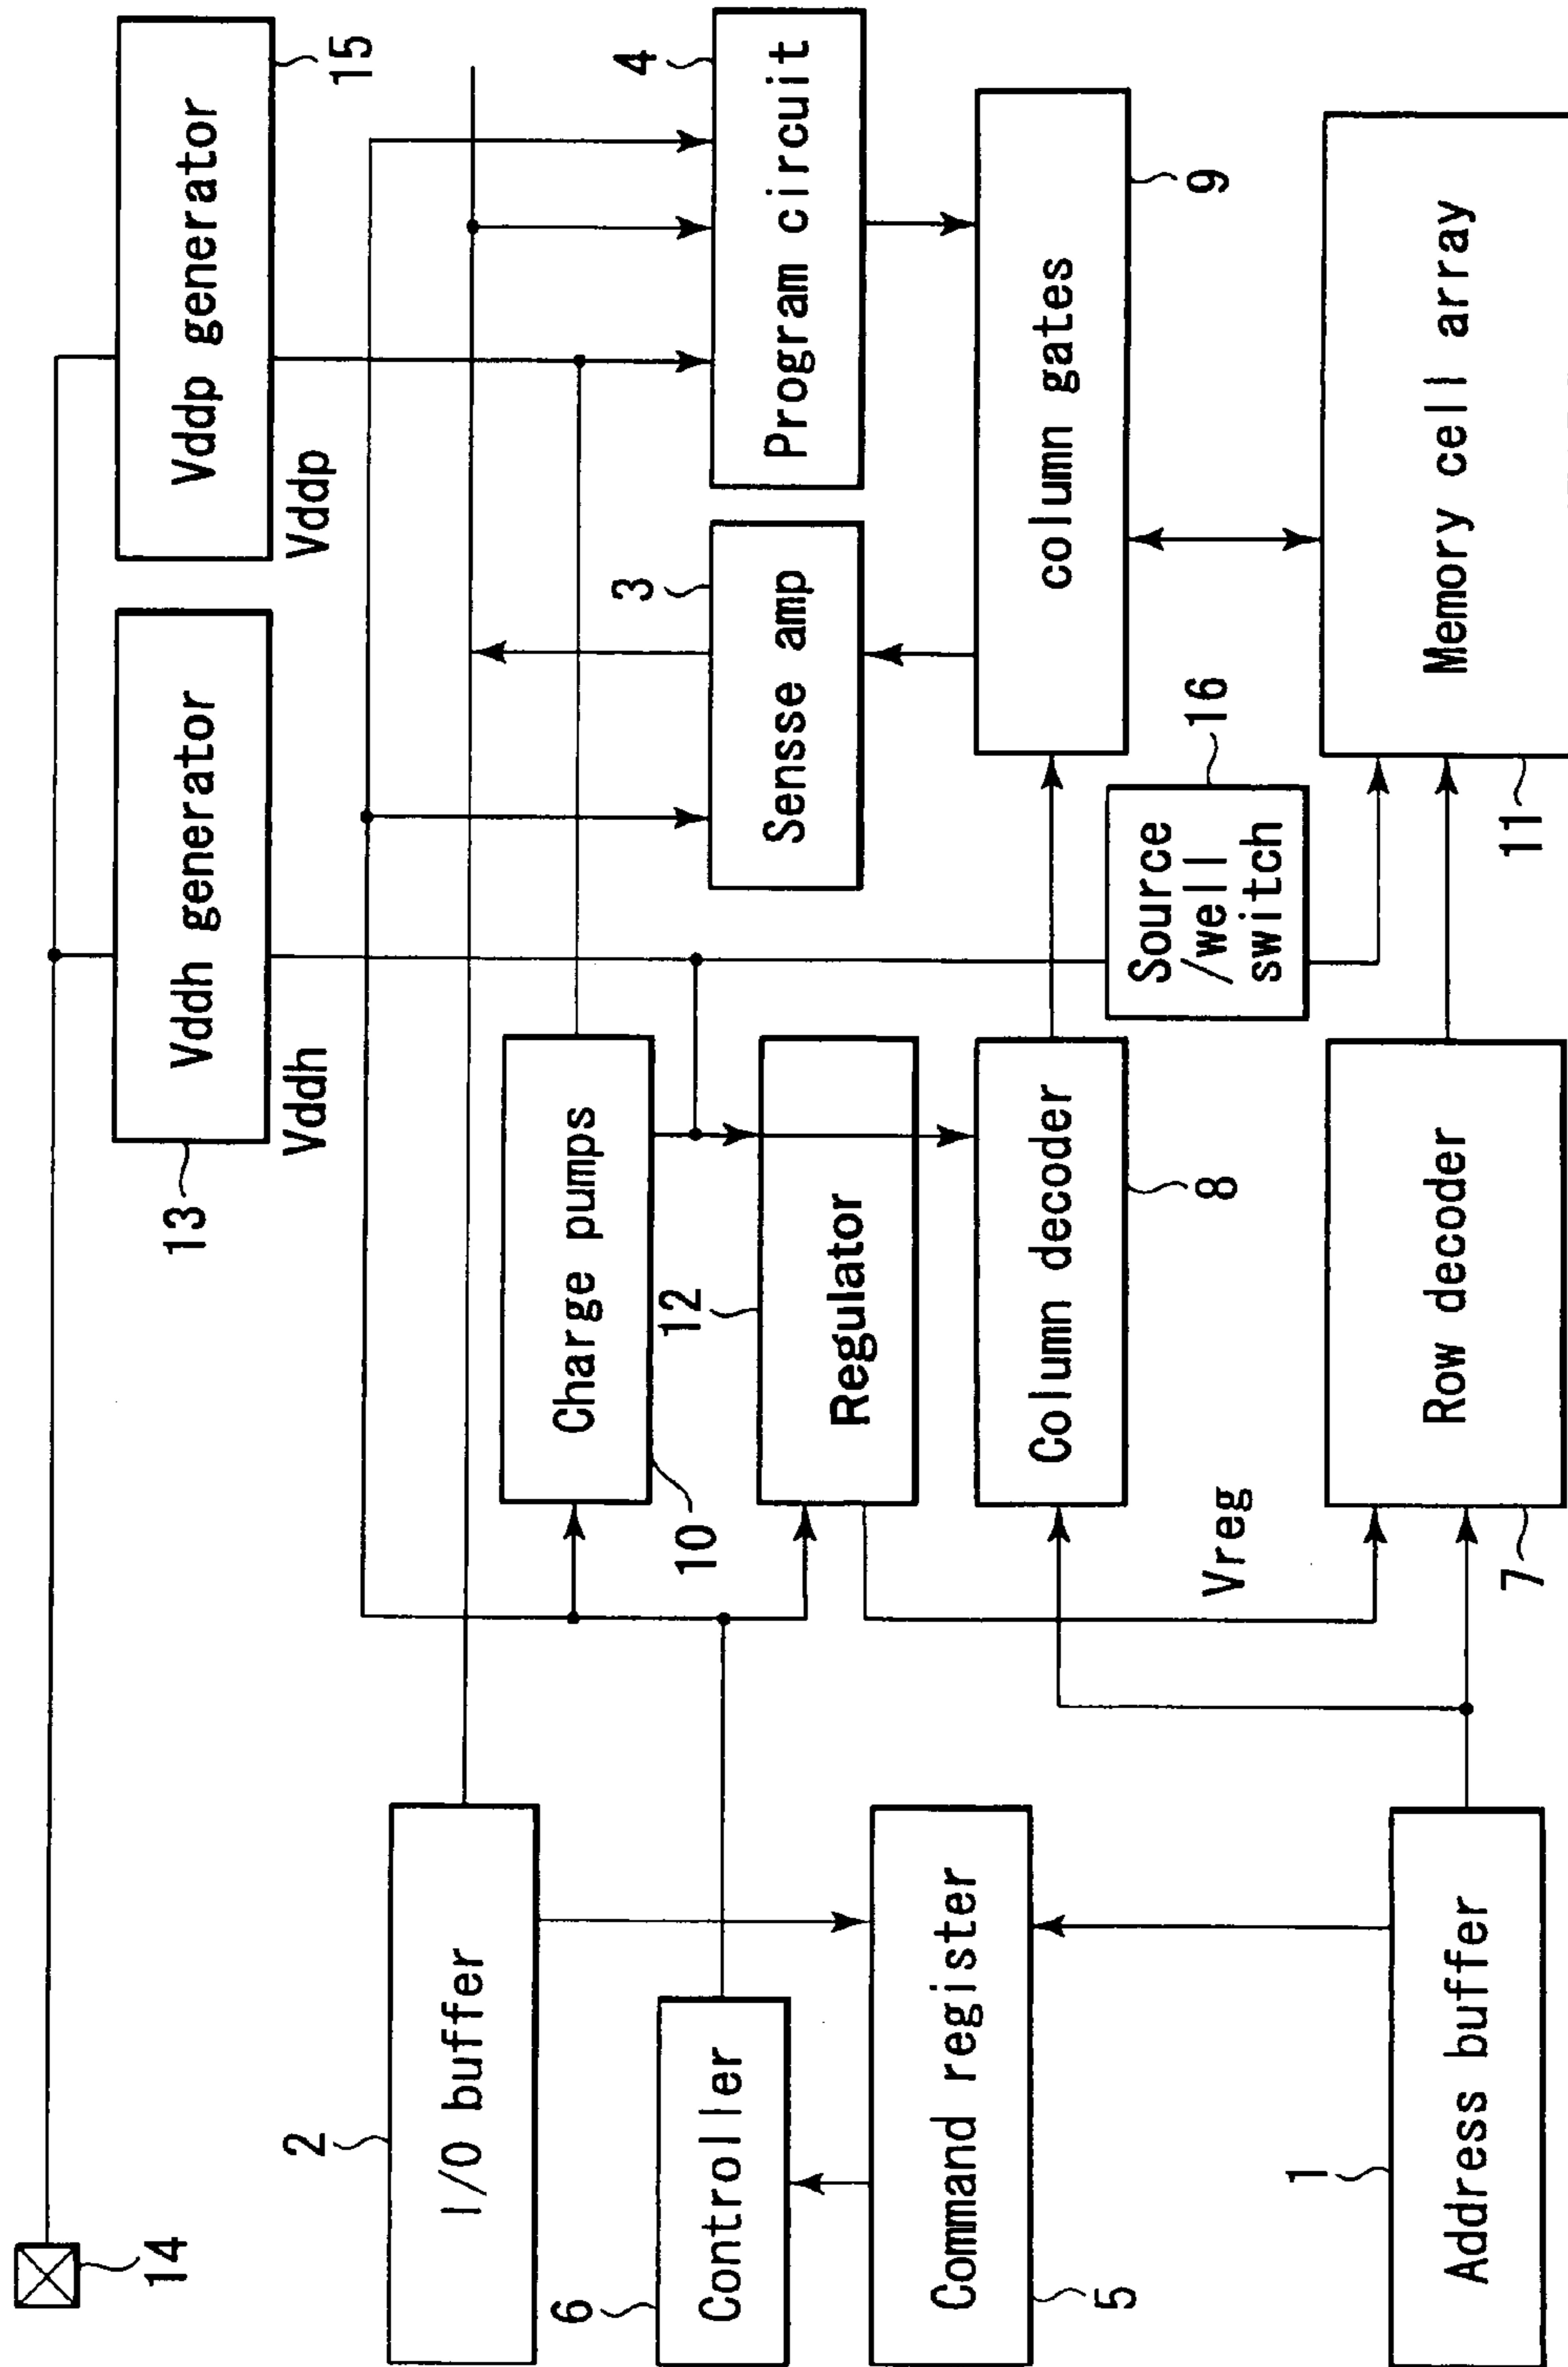 14
13
Vddh generator
Vddh
15
Vddp generator
Vddp
2
I/O buffer
6
Controller
5
Command register
1
Address buffer
10
Charge pumps
12
Regulator
Column decoder
8
Vreg
7
Row decoder
3
Sensse amp
4
Program circuit
column gates
9
16
Source
/well
switch
11
Memory cell array